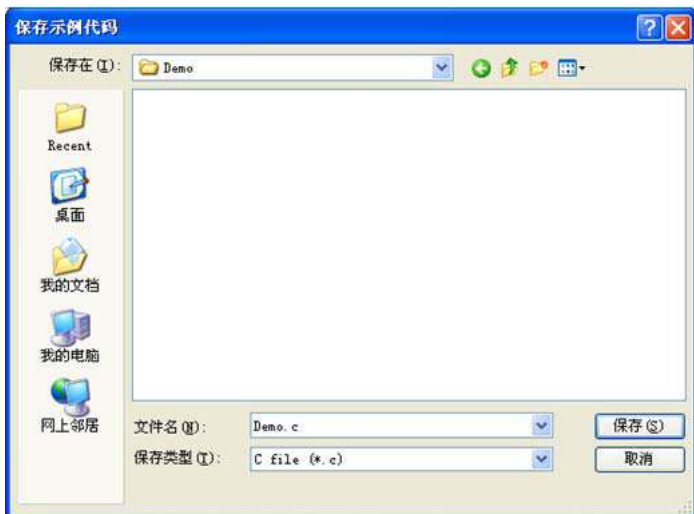 保存示例代码
保存在(I):
Demo
Recent
桌面
我的文档
我的电脑
网上邻居
文件名(N):
Demo.c
保存(S)
保存类型(T):
C file (*.c)
取消